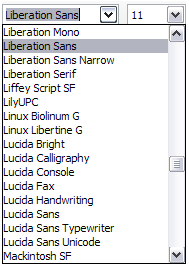 Liberation Sans 11
Liberation Mono
Liberation Sans
Liberation Sans Narrow
Liberation Serif
Liffey Script SF
LilyUPC
Linux Biolinum G
Linux Libertine G
Lucida Bright
Lucida Calligraphy
Lucida Console
Lucida Fax
Lucida Handwriting
Lucida Sans
Lucida Sans Typewriter
Lucida Sans Unicode
Mackintosh SF